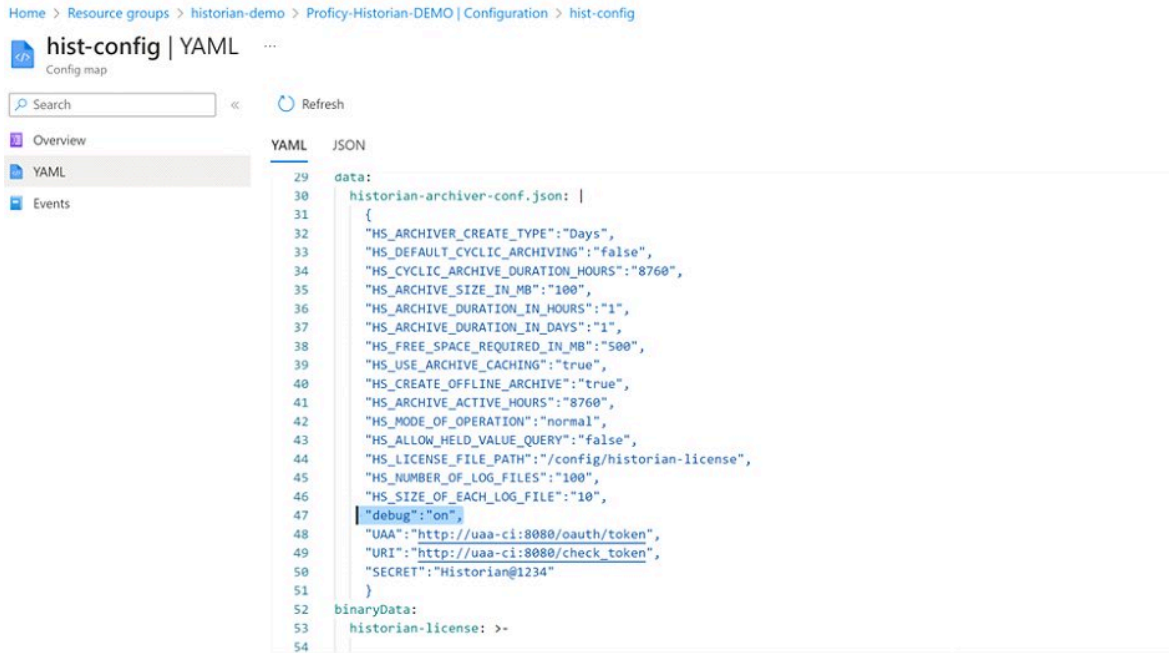 Home > Resource groups > historian-demo > Proficy-Historian-DEMO | Configuration > hist-config
hist-config | YAML ...
Config map
Search «
Refresh
Overview
YAML
Events
YAML JSON
29 data:
30 historian-archiver-conf.json: |
31 {
32 "HS_ARCHIVER_CREATE_TYPE":"Days",
33 "HS_DEFAULT_CYCLIC_ARCHIVING":"false",
34 "HS_CYCLIC_ARCHIVE_DURATION_HOURS":"8760",
35 "HS_ARCHIVE_SIZE_IN_MB":"100",
36 "HS_ARCHIVE_DURATION_IN_HOURS":"1",
37 "HS_ARCHIVE_DURATION_IN_DAYS":"1",
38 "HS_FREE_SPACE_REQUIRED_IN_MB":"500",
39 "HS_USE_ARCHIVE_CACHING":"true",
40 "HS_CREATE_OFFLINE_ARCHIVE":"true",
41 "HS_ARCHIVE_ACTIVE_HOURS":"8760",
42 "HS_MODE_OF_OPERATION":"normal",
43 "HS_ALLOW_HELD_VALUE_QUERY":"false",
44 "HS_LICENSE_FILE_PATH":"/config/historian-license",
45 "HS_NUMBER_OF_LOG_FILES":"100",
46 "HS_SIZE_OF_EACH_LOG_FILE":"10",
47 "debug":"on",
48 "UAA":"http://uaa-ci:8080/oauth/token",
49 "URI":"http://uaa-ci:8080/check_token",
50 "SECRET":"Historian@1234"
51 }
52 binaryData:
53 historian-license: >-
54